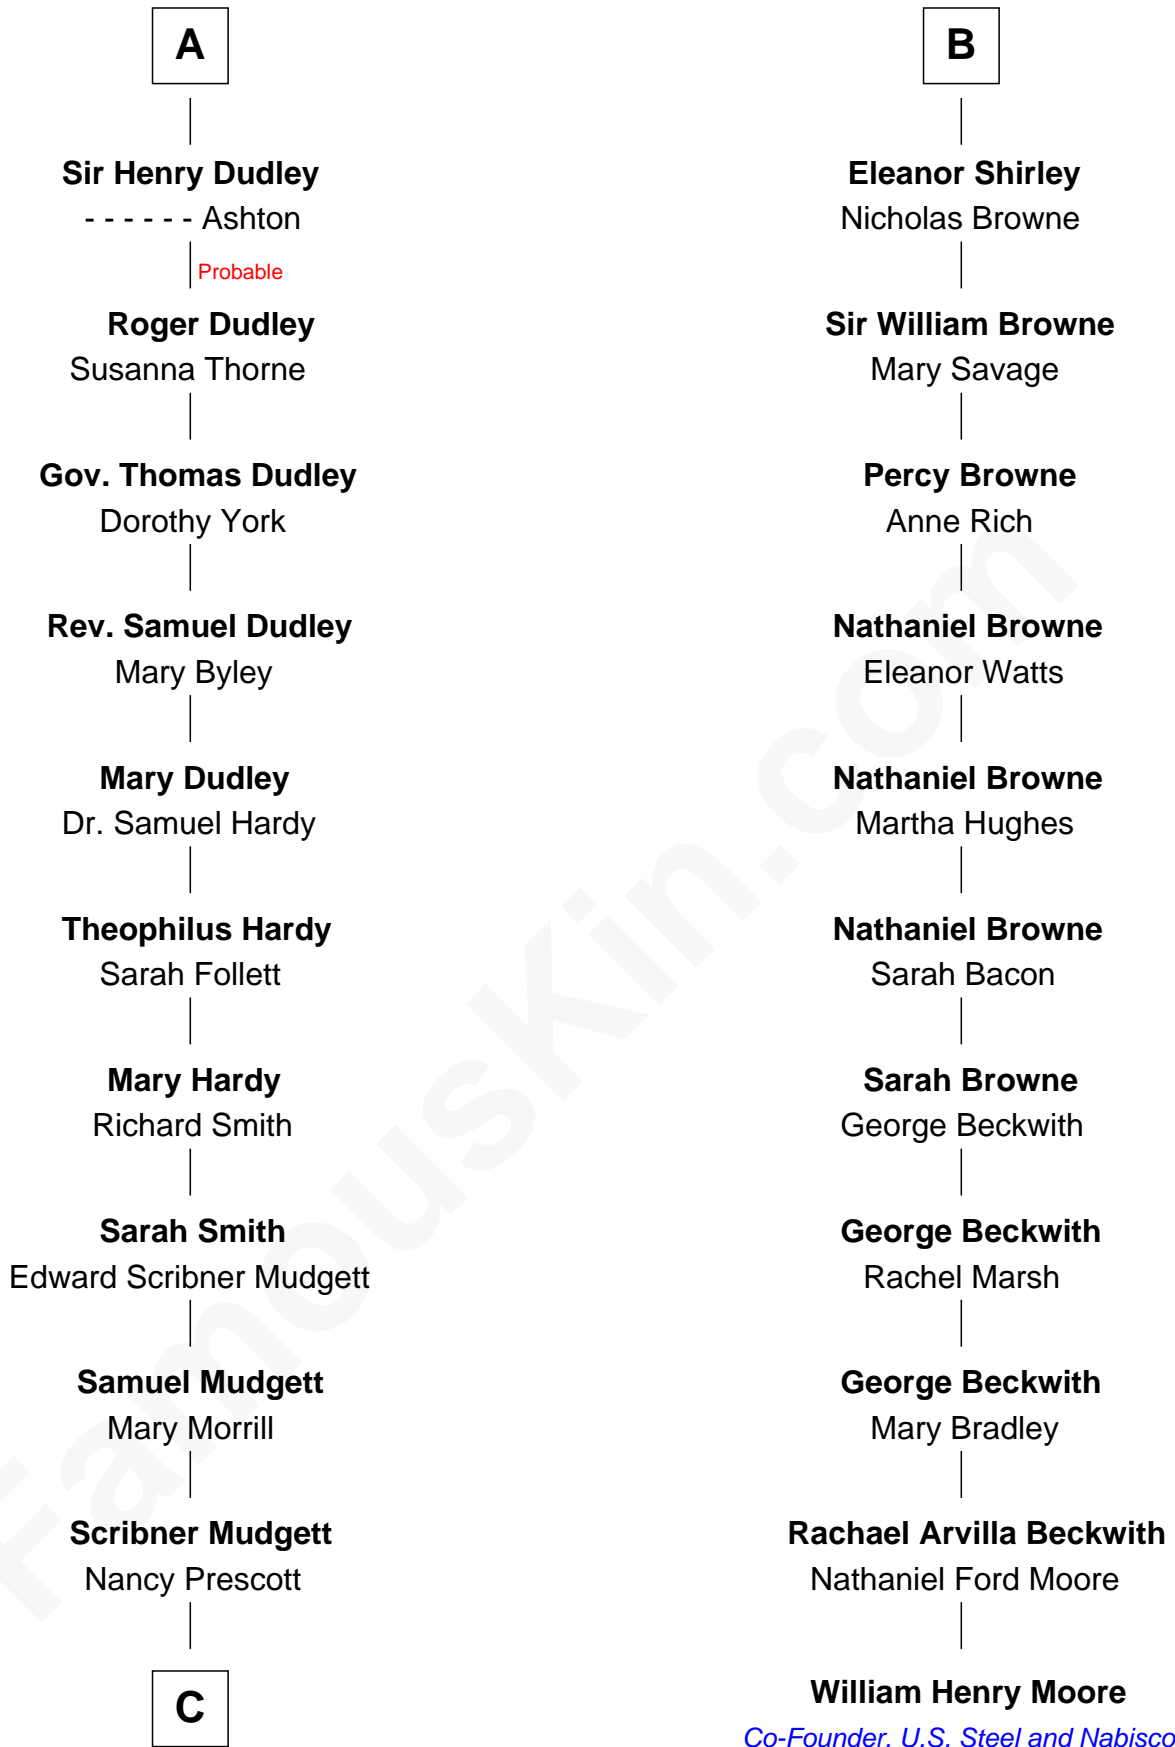 A
Sir Henry Dudley
- - - - - - Ashton
Probable
Roger Dudley
Susanna Thorne
Gov. Thomas Dudley
Dorothy York
Rev. Samuel Dudley
Mary Byley
Mary Dudley
Dr. Samuel Hardy
Theophilus Hardy
Sarah Follett
Mary Hardy
Richard Smith
Sarah Smith
Edward Scribner Mudgett
Samuel Mudgett
Mary Morrill
Scribner Mudgett
Nancy Prescott
C
B
Eleanor Shirley
Nicholas Browne
Sir William Browne
Mary Savage
Percy Browne
Anne Rich
Nathaniel Browne
Eleanor Watts
Nathaniel Browne
Martha Hughes
Nathaniel Browne
Sarah Bacon
Sarah Browne
George Beckwith
George Beckwith
Rachel Marsh
George Beckwith
Mary Bradley
Rachael Arvilla Beckwith
Nathaniel Ford Moore
William Henry Moore
Co-Founder, U.S. Steel and Nabisco
FamousKin.com